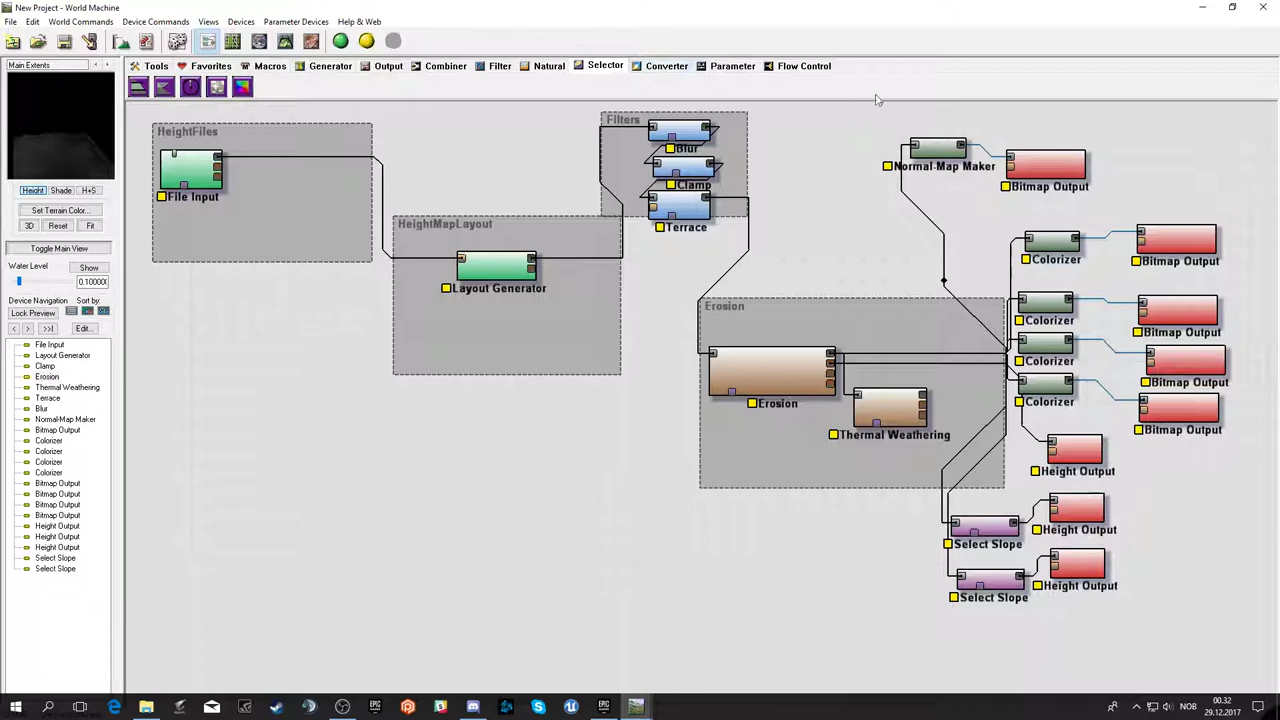 New Project - World Machine
File Edit World Commands Device Commands Views Devices Parameter Devices Help & Web
Main Extents
Tools Favorites Macros Generator Output Combiner Filter Natural Selector Converter Parameter Flow Control
Height Shade H+S
Set Terrain Color...
3D Reset Fit
Toggle Main View
Water Level Show
0.10000
Device Navigation Sort by:
Lock Preview
< > >>| Edit...
File Input
Layout Generator
Clamp
Erosion
Thermal Weathering
Terrace
Blur
Normal-Map Maker
Bitmap Output
Colorizer
Colorizer
Colorizer
Colorizer
Bitmap Output
Bitmap Output
Bitmap Output
Bitmap Output
Height Output
Height Output
Height Output
Select Slope
Select Slope
HeightFiles
File Input
HeightMapLayout
Layout Generator
Filters
Blur
Clamp
Terrace
Normal-Map Maker
Bitmap Output
Colorizer
Bitmap Output
Colorizer
Bitmap Output
Colorizer
Bitmap Output
Colorizer
Bitmap Output
Erosion
Erosion
Thermal Weathering
Height Output
Select Slope
Height Output
Select Slope
Height Output
EPIC
EPIC
NOB
00.32
29.12.2017